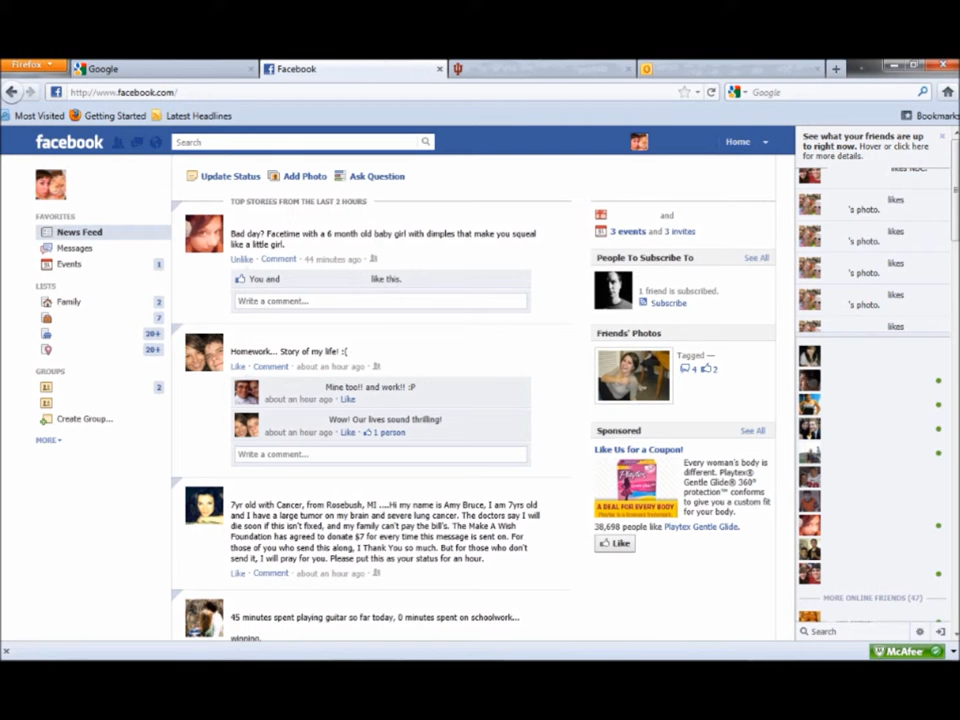 Firefox
Google
Facebook
http://www.facebook.com/
Google
Most Visited
Getting Started
Latest Headlines
Bookmarks
facebook
Search
Home
See what your friends are up
to right now. Hover or click here
for more details.
Update Status
Add Photo
Ask Question
FAVORITES
News Feed
Messages
Events 1
LISTS
Family 2
7
20+
20+
GROUPS
2
Create Group...
MORE
TOP STORIES FROM THE LAST 2 HOURS
Bad day? Facetime with a 6 month old baby girl with dimples that make you squeal
like a little girl.
Unlike · Comment · 44 minutes ago ·
You and like this.
Write a comment...
Homework... Story of my life! :(
Like · Comment · about an hour ago ·
Mine too!! and work!! :P
about an hour ago · Like
Wow! Our lives sound thrilling!
about an hour ago · Like · 1 person
Write a comment...
7yr old with Cancer, from Rosebush, MI ....Hi my name is Amy Bruce, I am 7yrs old
and I have a large tumor on my brain and severe lung cancer. The doctors say I will
die soon if this isn't fixed, and my family can't pay the bill's. The Make A Wish
Foundation has agreed to donate $7 for every time this message is sent on. For
those of you who send this along, I Thank You so much. But for those who don't
send it, I will pray for you. Please put this as your status for an hour.
Like · Comment · about an hour ago ·
45 minutes spent playing guitar so far today, 0 minutes spent on schoolwork...
winning.
and
3 events and 3 invites
People To Subscribe To
See All
1 friend is subscribed.
Subscribe
Friends' Photos
Tagged —
4 2
Sponsored
See All
Like Us for a Coupon!
Playtex
A DEAL FOR EVERY BODY
Every woman's body is
different. Playtex®
Gentle Glide® 360°
protection™ conforms
to give you a custom fit
for your body.
38,698 people like Playtex Gentle Glide.
Like
likes NBC.
likes
's photo.
likes
's photo.
likes
's photo.
likes
's photo.
likes
MORE ONLINE FRIENDS (47)
Search
McAfee